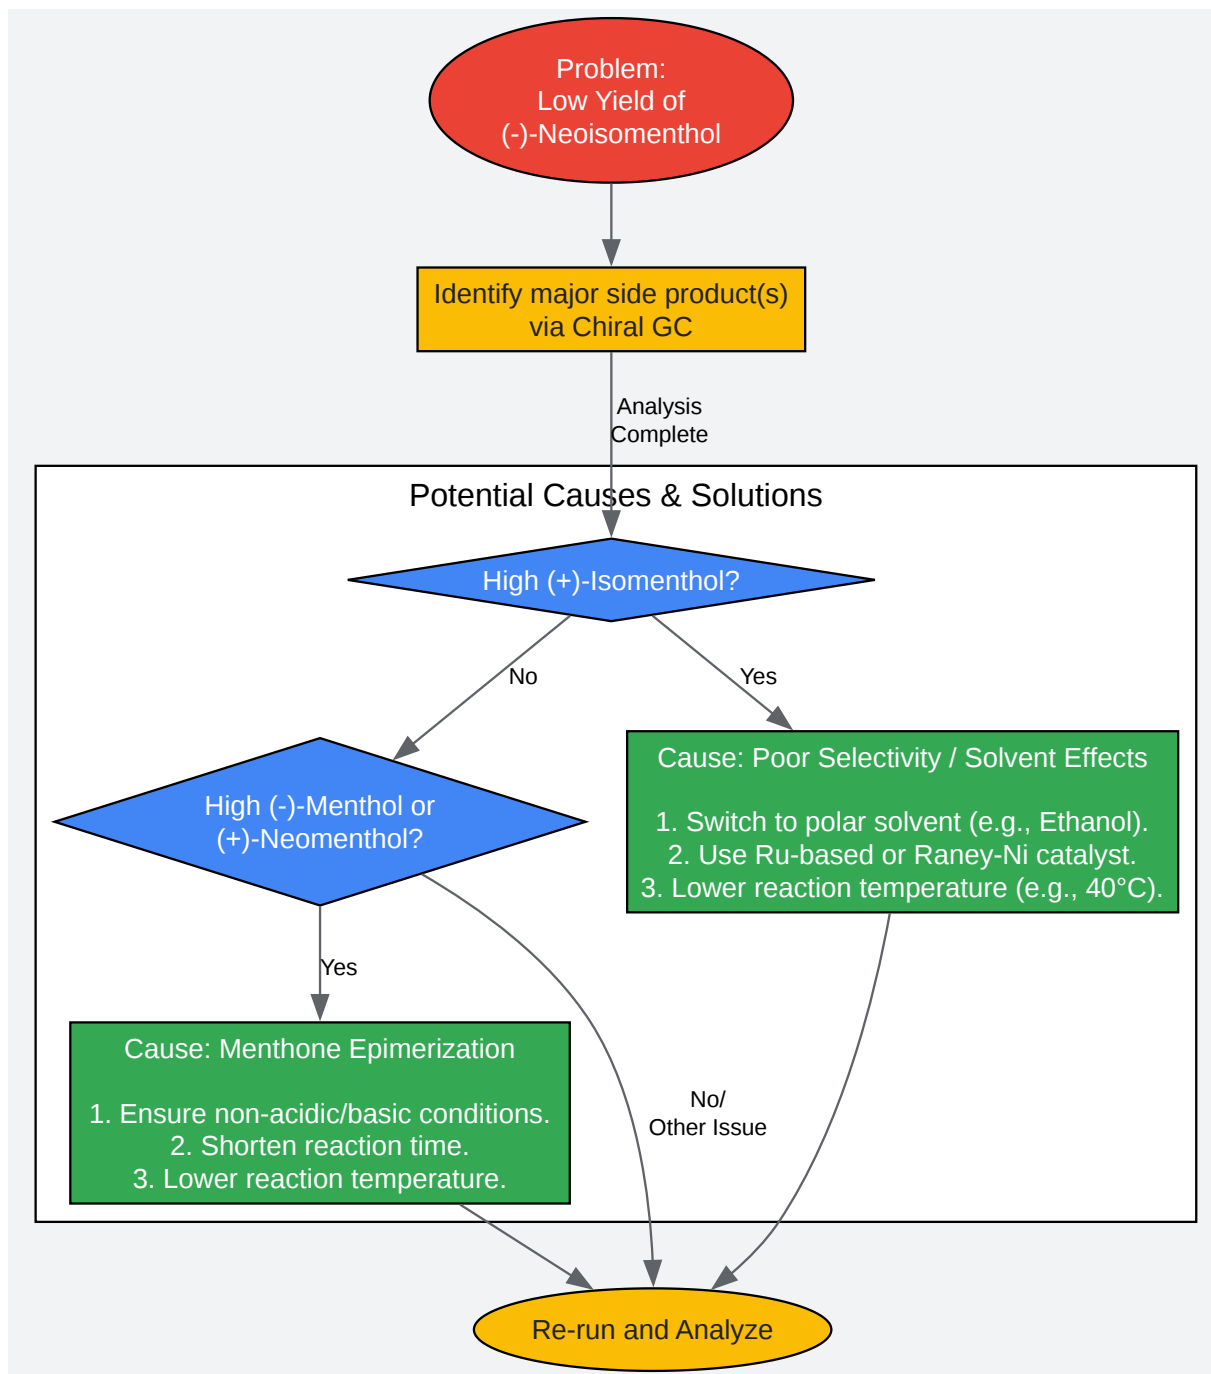 Problem:
Low Yield of
(-)-Neoisomenthol
Identify major side product(s)
via Chiral GC
Analysis
Complete
Potential Causes & Solutions
High (+)-Isomenthol?
No
Yes
High (-)-Menthol or
(+)-Neomenthol?
Cause: Poor Selectivity / Solvent Effects
1. Switch to polar solvent (e.g., Ethanol).
2. Use Ru-based or Raney-Ni catalyst.
3. Lower reaction temperature (e.g., 40°C).
Yes
Cause: Menthone Epimerization
1. Ensure non-acidic/basic conditions.
2. Shorten reaction time.
3. Lower reaction temperature.
No/
Other Issue
Re-run and Analyze